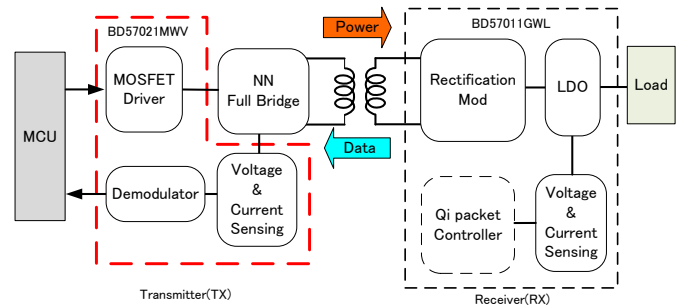 BD57021MWV
Power
BD57011GWL
MCU
MOSFET
Driver
NN
Full Bridge
Rectification
Mod
LDO
Load
Data
Demodulator
Voltage
&
Current
Sensing
Qi packet
Controller
Voltage
&
Current
Sensing
Transmitter(TX)
Receiver(RX)